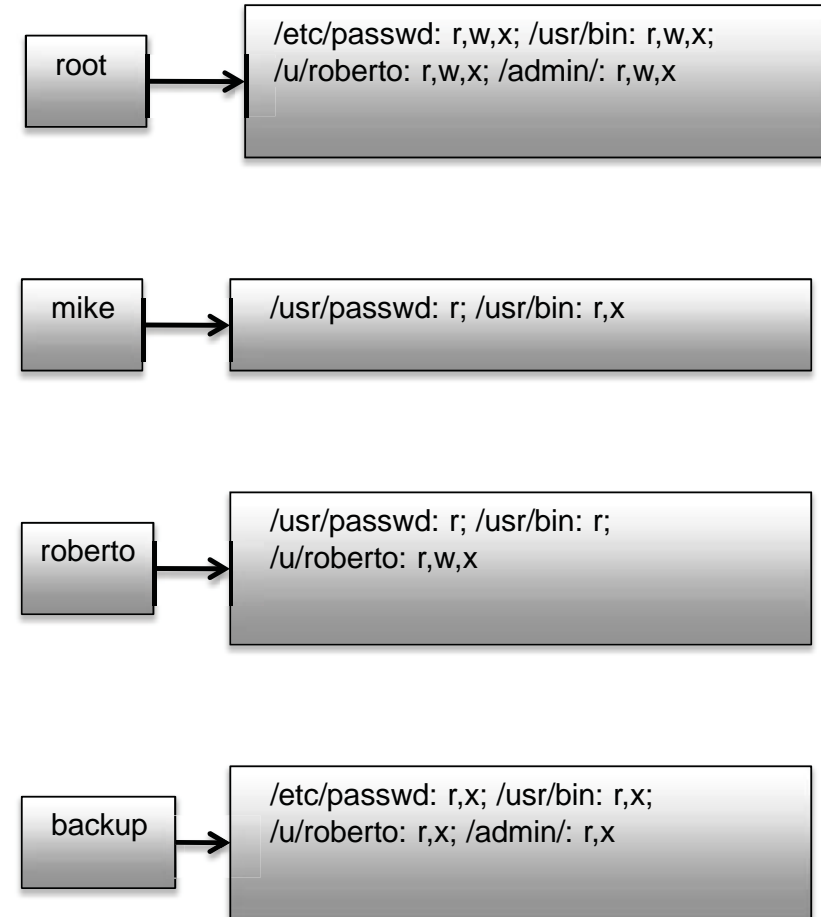 root
/etc/passwd: r,w,x; /usr/bin: r,w,x;
/u/roberto: r,w,x; /admin/: r,w,x
mike
/usr/passwd: r; /usr/bin: r,x
roberto
/usr/passwd: r; /usr/bin: r;
/u/roberto: r,w,x
backup
/etc/passwd: r,x; /usr/bin: r,x;
/u/roberto: r,x; /admin/: r,x